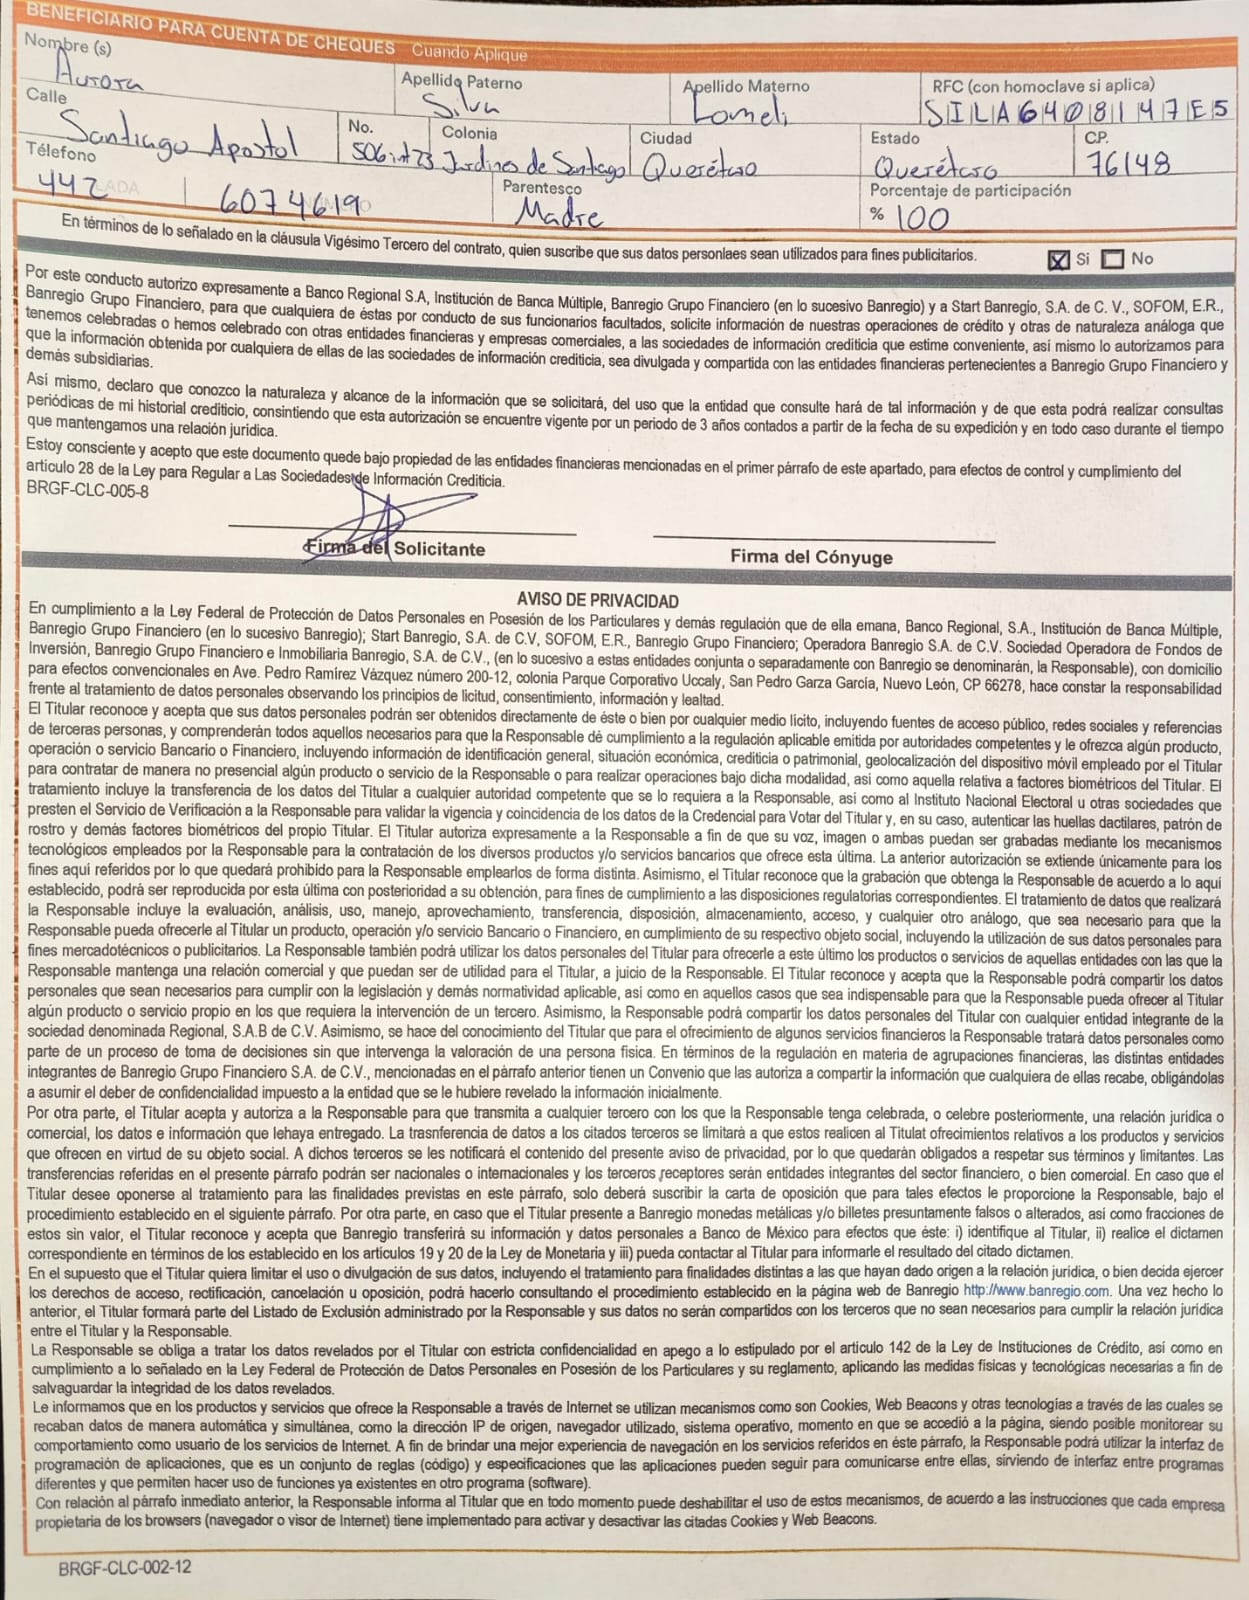 BENEFICIARIO PARA CUENTA DE CHEQUES Cuando Aplique
Nombre (s) Apellido Paterno Apellido Materno RFC (con homoclave si aplica)
Aurora Silva Lomeli SILA6408147E5
Calle No. Colonia Ciudad Estado CP.
Santiago Apostol 506 int 23 Jardines de Santiago Querétaro Querétaro 76148
Télefono Parentesco Porcentaje de participación
442 LADA 6074619 Madre % 100
En términos de lo señalado en la cláusula Vigésimo Tercero del contrato, quien suscribe que sus datos personlaes sean utilizados para fines publicitarios. Si No
Por este conducto autorizo expresamente a Banco Regional S.A, Institución de Banca Múltiple, Banregio Grupo Financiero (en lo sucesivo Banregio) y a Start Banregio, S.A. de C. V., SOFOM, E.R.,
Banregio Grupo Financiero, para que cualquiera de éstas por conducto de sus funcionarios facultados, solicite información de nuestras operaciones de crédito y otras de naturaleza análoga que
tenemos celebradas o hemos celebrado con otras entidades financieras y empresas comerciales, a las sociedades de información crediticia que estime conveniente, así mismo lo autorizamos para
que la información obtenida por cualquiera de ellas de las sociedades de información crediticia, sea divulgada y compartida con las entidades financieras pertenecientes a Banregio Grupo Financiero y
demás subsidiarias.
Así mismo, declaro que conozco la naturaleza y alcance de la información que se solicitará, del uso que la entidad que consulte hará de tal información y de que esta podrá realizar consultas
periódicas de mi historial crediticio, consintiendo que esta autorización se encuentre vigente por un periodo de 3 años contados a partir de la fecha de su expedición y en todo caso durante el tiempo
que mantengamos una relación jurídica.
Estoy consciente y acepto que este documento quede bajo propiedad de las entidades financieras mencionadas en el primer párrafo de este apartado, para efectos de control y cumplimiento del
articulo 28 de la Ley para Regular a Las Sociedades de Información Crediticia.
BRGF-CLC-005-8
Firma del Solicitante Firma del Cónyuge
AVISO DE PRIVACIDAD
En cumplimiento a la Ley Federal de Protección de Datos Personales en Posesión de los Particulares y demás regulación que de ella emana, Banco Regional, S.A., Institución de Banca Múltiple,
Banregio Grupo Financiero (en lo sucesivo Banregio); Start Banregio, S.A. de C.V, SOFOM, E.R., Banregio Grupo Financiero; Operadora Banregio S.A. de C.V. Sociedad Operadora de Fondos de
Inversión, Banregio Grupo Financiero e Inmobiliaria Banregio, S.A. de C.V., (en lo sucesivo a estas entidades conjunta o separadamente con Banregio se denominarán, la Responsable), con domicilio
para efectos convencionales en Ave. Pedro Ramírez Vázquez número 200-12, colonia Parque Corporativo Uccaly, San Pedro Garza García, Nuevo León, CP 66278, hace constar la responsabilidad
frente al tratamiento de datos personales observando los principios de licitud, consentimiento, información y lealtad.
El Titular reconoce y acepta que sus datos personales podrán ser obtenidos directamente de éste o bien por cualquier medio lícito, incluyendo fuentes de acceso público, redes sociales y referencias
de terceras personas, y comprenderán todos aquellos necesarios para que la Responsable dé cumplimiento a la regulación aplicable emitida por autoridades competentes y le ofrezca algún producto,
operación o servicio Bancario o Financiero, incluyendo información de identificación general, situación económica, crediticia o patrimonial, geolocalización del dispositivo móvil empleado por el Titular
para contratar de manera no presencial algún producto o servicio de la Responsable o para realizar operaciones bajo dicha modalidad, así como aquella relativa a factores biométricos del Titular. El
tratamiento incluye la transferencia de los datos del Titular a cualquier autoridad competente que se lo requiera a la Responsable, así como al Instituto Nacional Electoral u otras sociedades que
presten el Servicio de Verificación a la Responsable para validar la vigencia y coincidencia de los datos de la Credencial para Votar del Titular y, en su caso, autenticar las huellas dactilares, patrón de
rostro y demás factores biométricos del propio Titular. El Titular autoriza expresamente a la Responsable a fin de que su voz, imagen o ambas puedan ser grabadas mediante los mecanismos
tecnológicos empleados por la Responsable para la contratación de los diversos productos y/o servicios bancarios que ofrece esta última. La anterior autorización se extiende únicamente para los
fines aquí referidos por lo que quedará prohibido para la Responsable emplearlos de forma distinta. Asimismo, el Titular reconoce que la grabación que obtenga la Responsable de acuerdo a lo aquí
establecido, podrá ser reproducida por esta última con posterioridad a su obtención, para fines de cumplimiento a las disposiciones regulatorias correspondientes. El tratamiento de datos que realizará
la Responsable incluye la evaluación, análisis, uso, manejo, aprovechamiento, transferencia, disposición, almacenamiento, acceso, y cualquier otro análogo, que sea necesario para que la
Responsable pueda ofrecerle al Titular un producto, operación y/o servicio Bancario o Financiero, en cumplimiento de su respectivo objeto social, incluyendo la utilización de sus datos personales para
fines mercadotécnicos o publicitarios. La Responsable también podrá utilizar los datos personales del Titular para ofrecerle a este último los productos o servicios de aquellas entidades con las que la
Responsable mantenga una relación comercial y que puedan ser de utilidad para el Titular, a juicio de la Responsable. El Titular reconoce y acepta que la Responsable podrá compartir los datos
personales que sean necesarios para cumplir con la legislación y demás normatividad aplicable, así como en aquellos casos que sea indispensable para que la Responsable pueda ofrecer al Titular
algún producto o servicio propio en los que requiera la intervención de un tercero. Asimismo, la Responsable podrá compartir los datos personales del Titular con cualquier entidad integrante de la
sociedad denominada Regional, S.A.B de C.V. Asimismo, se hace del conocimiento del Titular que para el ofrecimiento de algunos servicios financieros la Responsable tratará datos personales como
parte de un proceso de toma de decisiones sin que intervenga la valoración de una persona física. En términos de la regulación en materia de agrupaciones financieras, las distintas entidades
integrantes de Banregio Grupo Financiero S.A. de C.V., mencionadas en el párrafo anterior tienen un Convenio que las autoriza a compartir la información que cualquiera de ellas recabe, obligándolas
a asumir el deber de confidencialidad impuesto a la entidad que se le hubiere revelado la información inicialmente.
Por otra parte, el Titular acepta y autoriza a la Responsable para que transmita a cualquier tercero con los que la Responsable tenga celebrada, o celebre posteriormente, una relación jurídica o
comercial, los datos e información que lehaya entregado. La trasnferencia de datos a los citados terceros se limitará a que estos realicen al Titulat ofrecimientos relativos a los productos y servicios
que ofrecen en virtud de su objeto social. A dichos terceros se les notificará el contenido del presente aviso de privacidad, por lo que quedarán obligados a respetar sus términos y limitantes. Las
transferencias referidas en el presente párrafo podrán ser nacionales o internacionales y los terceros receptores serán entidades integrantes del sector financiero, o bien comercial. En caso que el
Titular desee oponerse al tratamiento para las finalidades previstas en este párrafo, solo deberá suscribir la carta de oposición que para tales efectos le proporcione la Responsable, bajo el
procedimiento establecido en el siguiente párrafo. Por otra parte, en caso que el Titular presente a Banregio monedas metálicas y/o billetes presuntamente falsos o alterados, así como fracciones de
estos sin valor, el Titular reconoce y acepta que Banregio transferirá su información y datos personales a Banco de México para efectos que éste: i) identifique al Titular, ii) realice el dictamen
correspondiente en términos de los establecido en los artículos 19 y 20 de la Ley de Monetaria y iii) pueda contactar al Titular para informarle el resultado del citado dictamen.
En el supuesto que el Titular quiera limitar el uso o divulgación de sus datos, incluyendo el tratamiento para finalidades distintas a las que hayan dado origen a la relación jurídica, o bien decida ejercer
los derechos de acceso, rectificación, cancelación u oposición, podrá hacerlo consultando el procedimiento establecido en la página web de Banregio http://www.banregio.com. Una vez hecho lo
anterior, el Titular formará parte del Listado de Exclusión administrado por la Responsable y sus datos no serán compartidos con los terceros que no sean necesarios para cumplir la relación jurídica
entre el Titular y la Responsable.
La Responsable se obliga a tratar los datos revelados por el Titular con estricta confidencialidad en apego a lo estipulado por el articulo 142 de la Ley de Instituciones de Crédito, así como en
cumplimiento a lo señalado en la Ley Federal de Protección de Datos Personales en Posesión de los Particulares y su reglamento, aplicando las medidas físicas y tecnológicas necesarias a fin de
salvaguardar la integridad de los datos revelados.
Le informamos que en los productos y servicios que ofrece la Responsable a través de Internet se utilizan mecanismos como son Cookies, Web Beacons y otras tecnologías a través de las cuales se
recaban datos de manera automática y simultánea, como la dirección IP de origen, navegador utilizado, sistema operativo, momento en que se accedió a la página, siendo posible monitorear su
comportamiento como usuario de los servicios de Internet. A fin de brindar una mejor experiencia de navegación en los servicios referidos en éste párrafo, la Responsable podrá utilizar la interfaz de
programación de aplicaciones, que es un conjunto de reglas (código) y especificaciones que las aplicaciones pueden seguir para comunicarse entre ellas, sirviendo de interfaz entre programas
diferentes y que permiten hacer uso de funciones ya existentes en otro programa (software).
Con relación al párrafo inmediato anterior, la Responsable informa al Titular que en todo momento puede deshabilitar el uso de estos mecanismos, de acuerdo a las instrucciones que cada empresa
propietaria de los browsers (navegador o visor de Internet) tiene implementado para activar y desactivar las citadas Cookies y Web Beacons.
BRGF-CLC-002-12